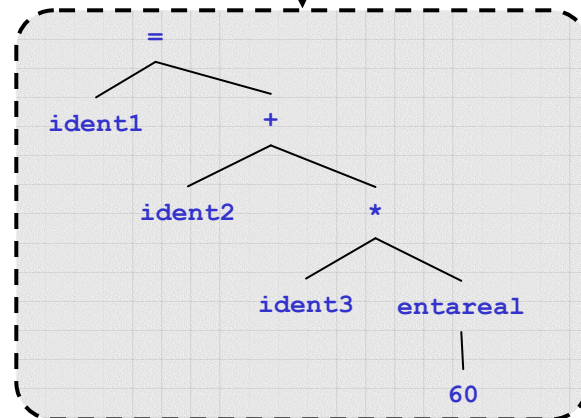 =
ident1
+
ident2
*
ident3 entareal
60